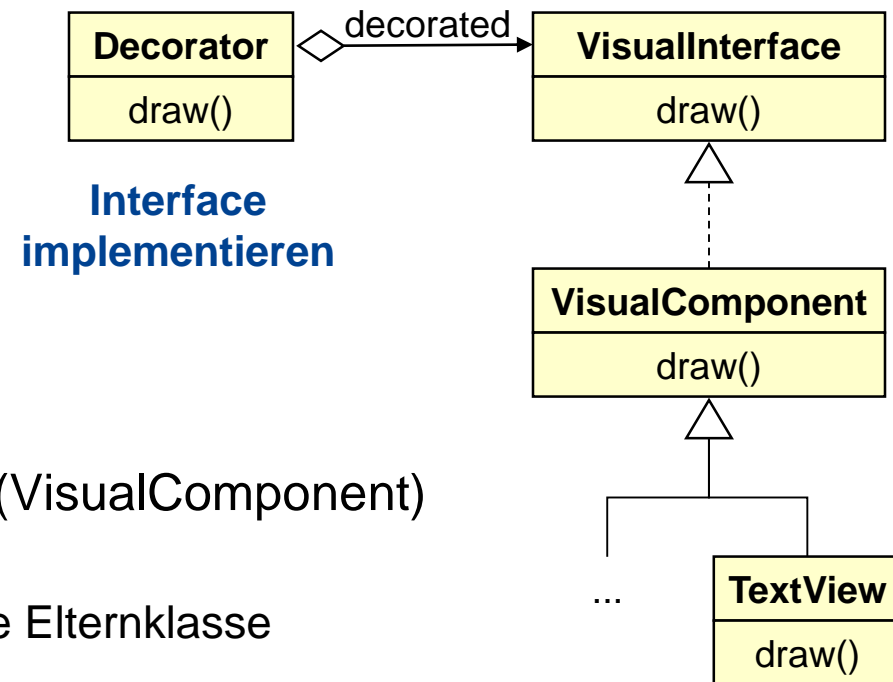 Decorator
draw()
decorated
VisualInterface
draw()
Interface
implementieren
VisualComponent
draw()
(VisualComponent)
... TextView
draw()
Elternklasse